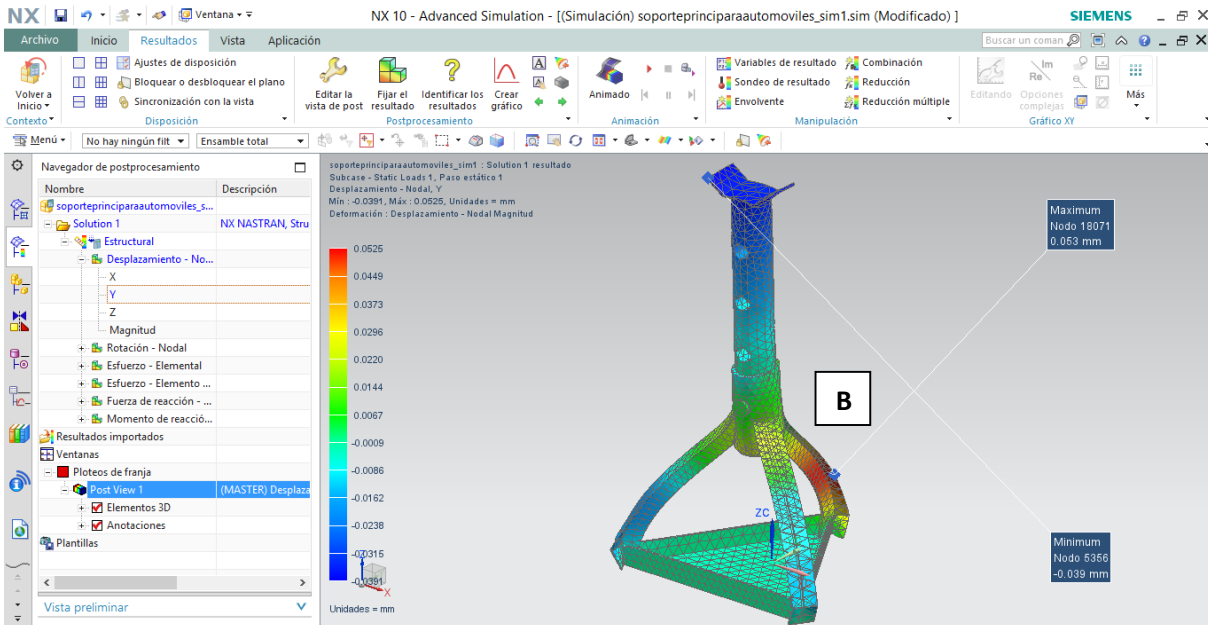 NX
Ventana
NX 10 - Advanced Simulation - [(Simulación) soporteprinciparaautomoviles_sim1.sim (Modificado) ]
SIEMENS
Archivo
Inicio
Resultados
Vista
Aplicación
Buscar un coman
Volver a
Inicio
Contexto
Ajustes de disposición
Bloquear o desbloquear el plano
Sincronización con la vista
Disposición
Editar la
vista de post
Fijar el
resultado
Identificar los
resultados
Crear
gráfico
Postprocesamiento
Animado
Animación
Variables de resultado
Sondeo de resultado
Envolvente
Combinación
Reducción
Reducción múltiple
Manipulación
Editando
Opciones
complejas
Gráfico XY
Más
Menú
No hay ningún filt
Ensamble total
Navegador de postprocesamiento
Nombre
Descripción
soporteprinciparaautomoviles_s...
Solution 1
NX NASTRAN, Stru
Estructural
Desplazamiento - No...
X
Y
Z
Magnitud
Rotación - Nodal
Esfuerzo - Elemental
Esfuerzo - Elemento ...
Fuerza de reacción - ...
Momento de reacció...
Resultados importados
Ventanas
Ploteos de franja
Post View 1
(MASTER) Desplaza
Elementos 3D
Anotaciones
Plantillas
Vista preliminar
soporteprinciparaautomoviles_sim1 : Solution 1 resultado
Subcase - Static Loads 1, Paso estático 1
Desplazamiento - Nodal, Y
Mín : -0.0391, Máx : 0.0525, Unidades = mm
Deformación : Desplazamiento - Nodal Magnitud
0.0525
0.0449
0.0373
0.0296
0.0220
0.0144
0.0067
-0.0009
-0.0086
-0.0162
-0.0238
-0.0315
-0.0391
Unidades = mm
X
ZC
B
Maximum
Nodo 18071
0.053 mm
Minimum
Nodo 5356
-0.039 mm